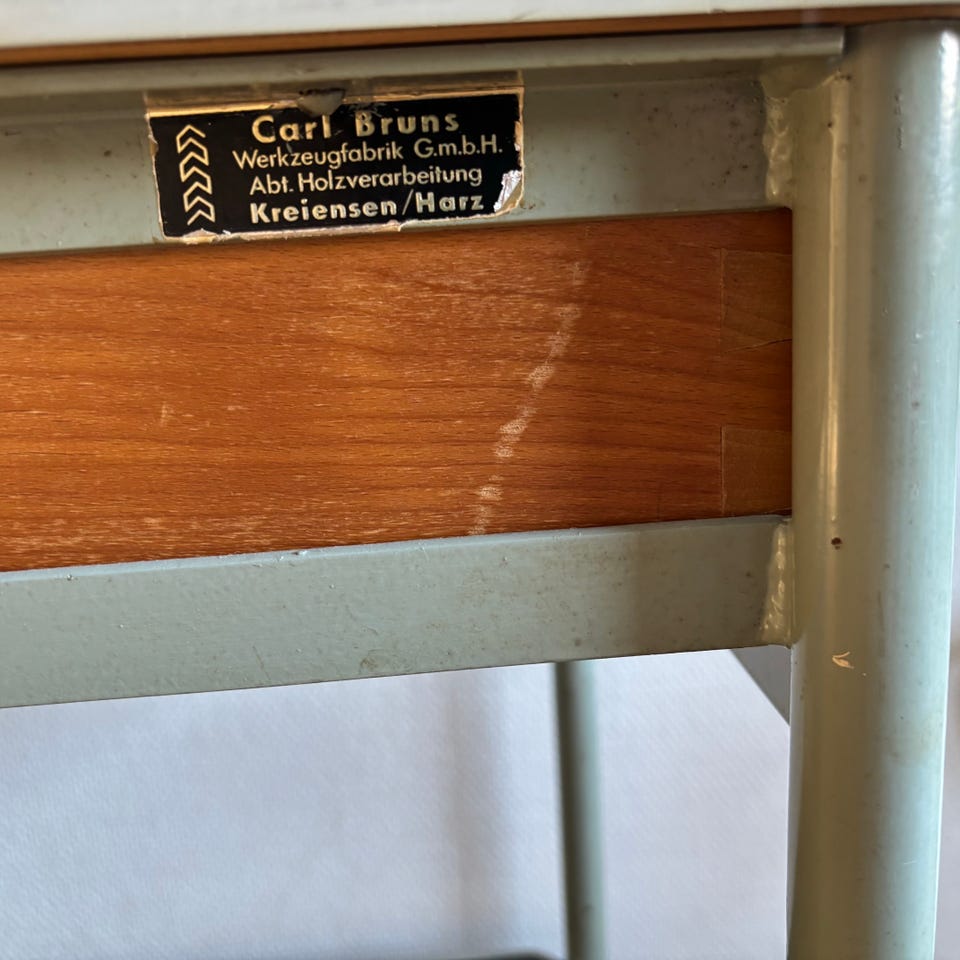 Carl Bruns
Werkzeugfabrik G.m.b.H.
Abt. Holzverarbeitung
Kreiensen/Harz